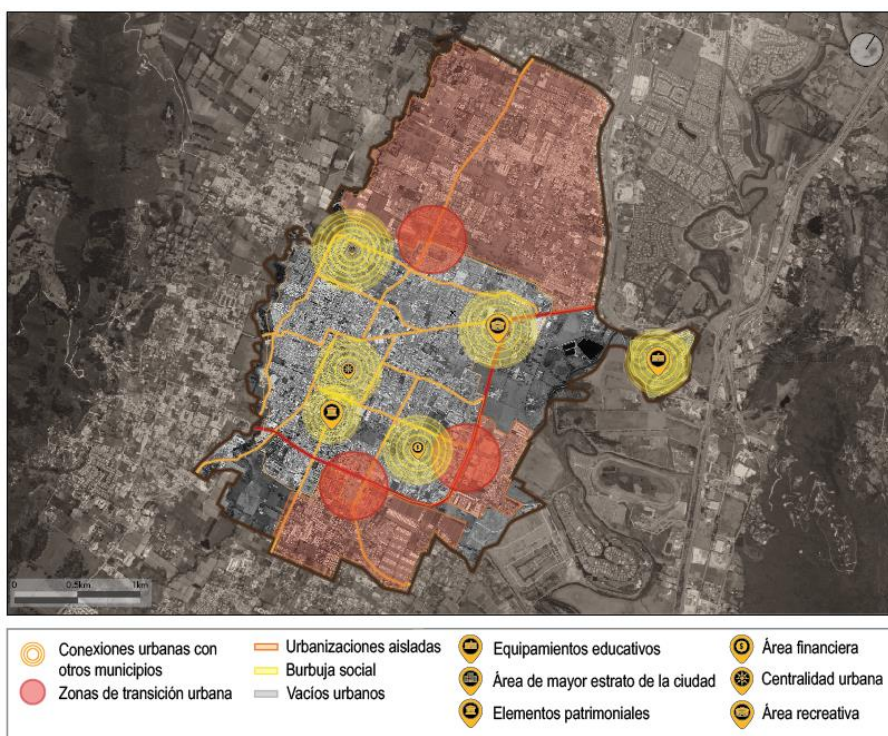 0 0.5km 1km
Conexiones urbanas con
otros municipios
Zonas de transición urbana
Urbanizaciones aisladas
Burbuja social
Vacíos urbanos
Equipamientos educativos
Área de mayor estrato de la ciudad
Elementos patrimoniales
Área financiera
Centralidad urbana
Área recreativa